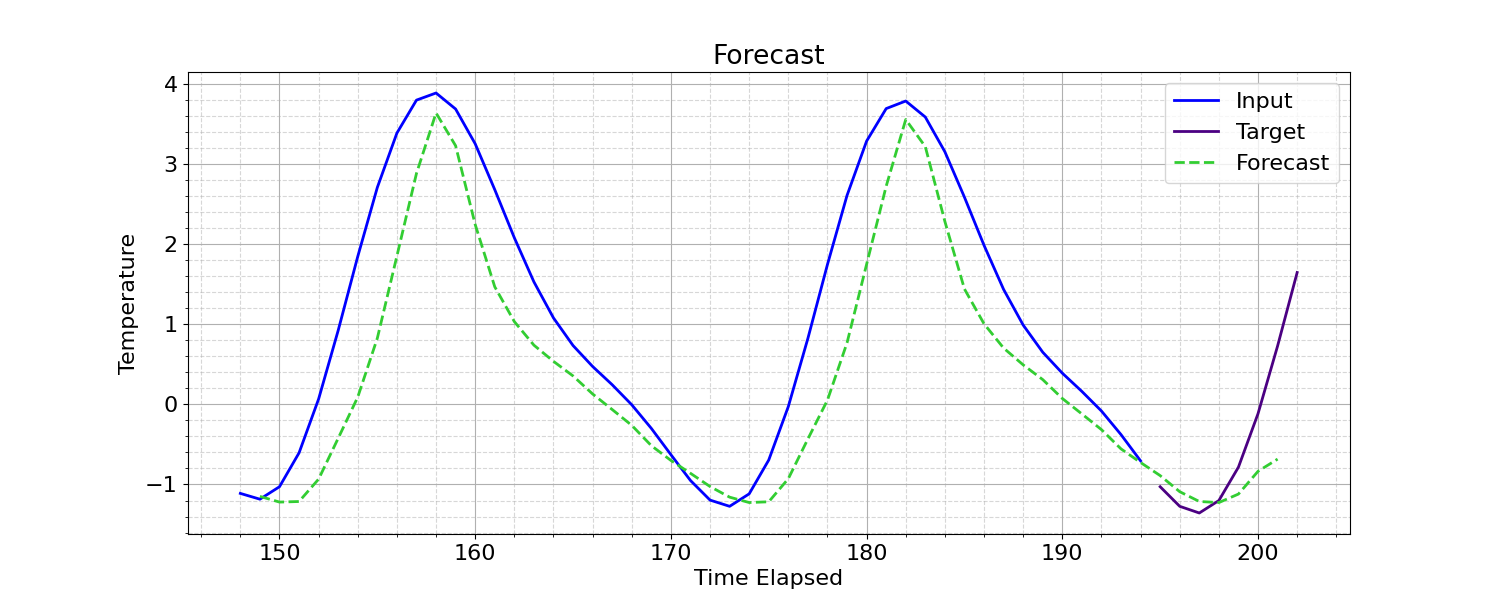 Forecast
4
3
2
1
0
−1
Temperature
150 160 170 180 190 200
Time Elapsed
Input
Target
Forecast